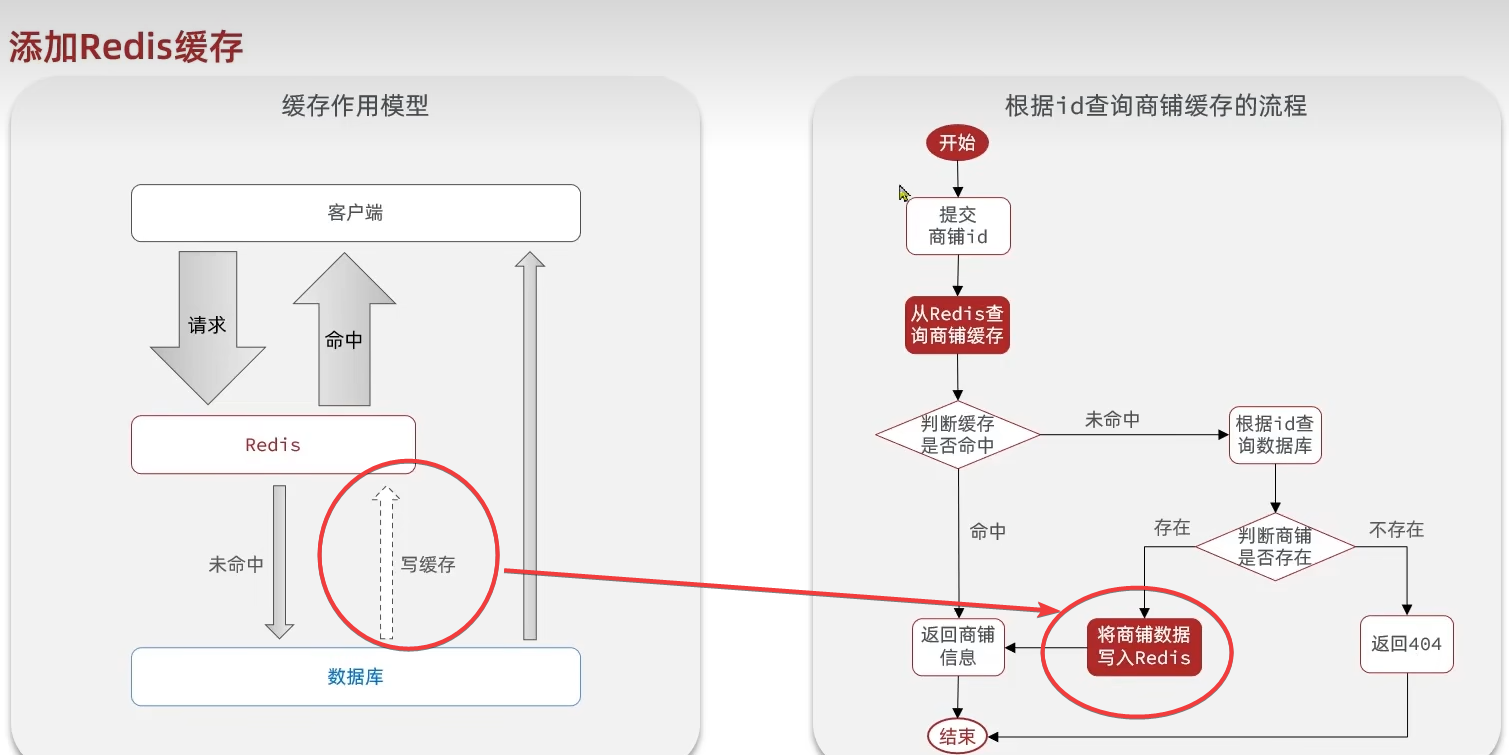 添加Redis缓存
缓存作用模型
客户端
请求
命中
Redis
未命中
写缓存
数据库
根据id查询商铺缓存的流程
开始
提交
商铺id
从Redis查
询商铺缓存
判断缓存
是否命中
未命中
根据id查
询数据库
命中
存在
判断商铺
是否存在
不存在
返回商铺
信息
将商铺数据
写入Redis
返回404
结束